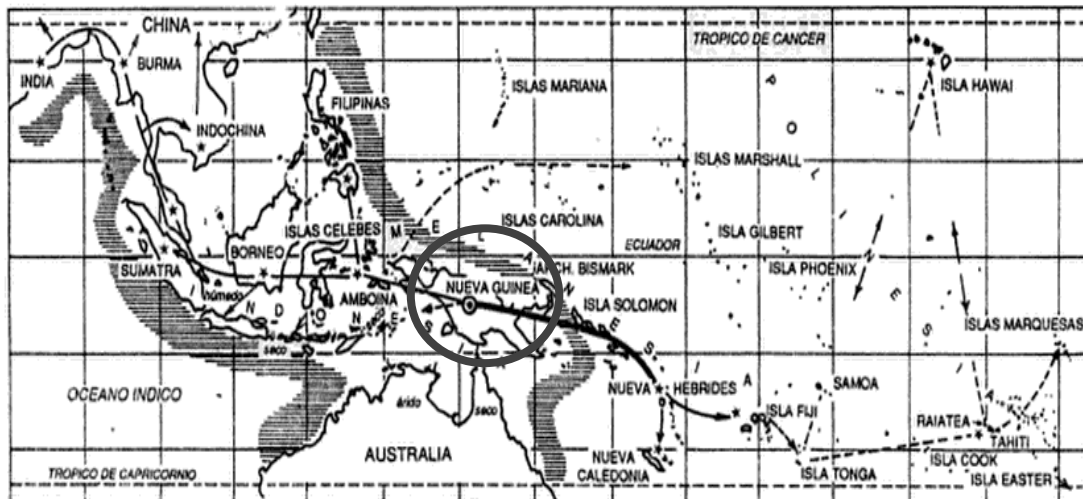 CHINA
TROPICO DE CANCER
INDIA
BURMA
ISLA HAWAI
ISLAS MARIANA
FILIPINAS
INDOCHINA
ISLAS MARSHALL
ISLAS CAROLINA
ISLAS CELEBES
ISLA GILBERT
ECUADOR
BORNEO
SUMATRA
ARCH. BISMARK
ISLA PHOENIX
NUEVA GUINEA
húmedo
AMBOINA
ISLA SOLOMON
ISLAS MARQUESAS
seco
OCEANO INDICO
NUEVA HEBRIDES
SAMOA
árido
seco
ISLA FIJI
RAIATEA
TAHITI
AUSTRALIA
NUEVA
CALEDONIA
ISLA COOK
TROPICO DE CAPRICORNIO
ISLA TONGA
ISLA EASTER